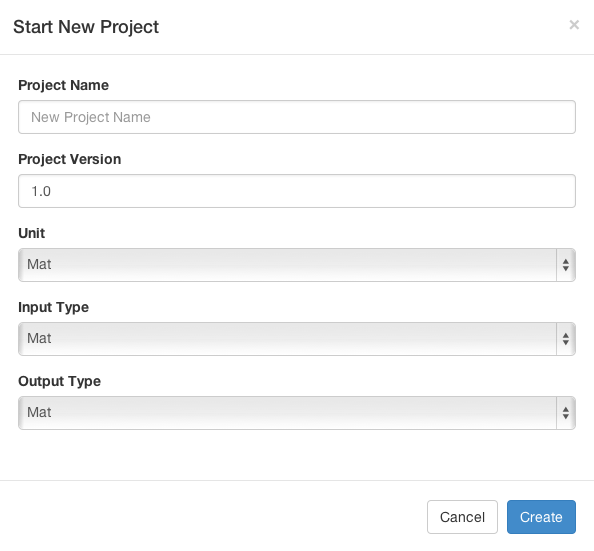 Start New Project ×
Project Name
New Project Name
Project Version
1.0
Unit
Mat
Input Type
Mat
Output Type
Mat
Cancel Create